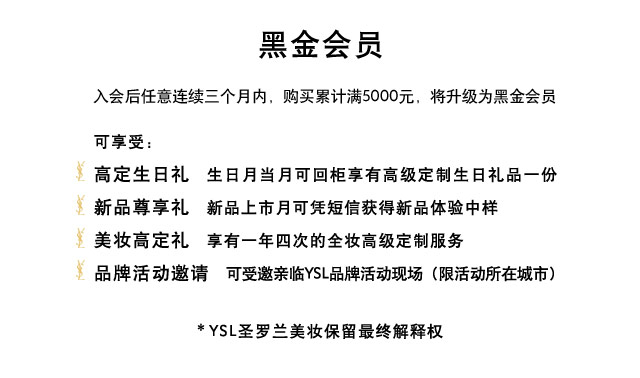 黑金会员
入会后任意连续三个月内，购买累计满5000元，将升级为黑金会员
可享受：
高定生日礼 生日月当月可回柜享有高级定制生日礼品一份
新品尊享礼 新品上市月可凭短信获得新品体验中样
美妆高定礼 享有一年四次的全妆高级定制服务
品牌活动邀请 可受邀亲临YSL品牌活动现场（限活动所在城市）
*YSL圣罗兰美妆保留最终解释权